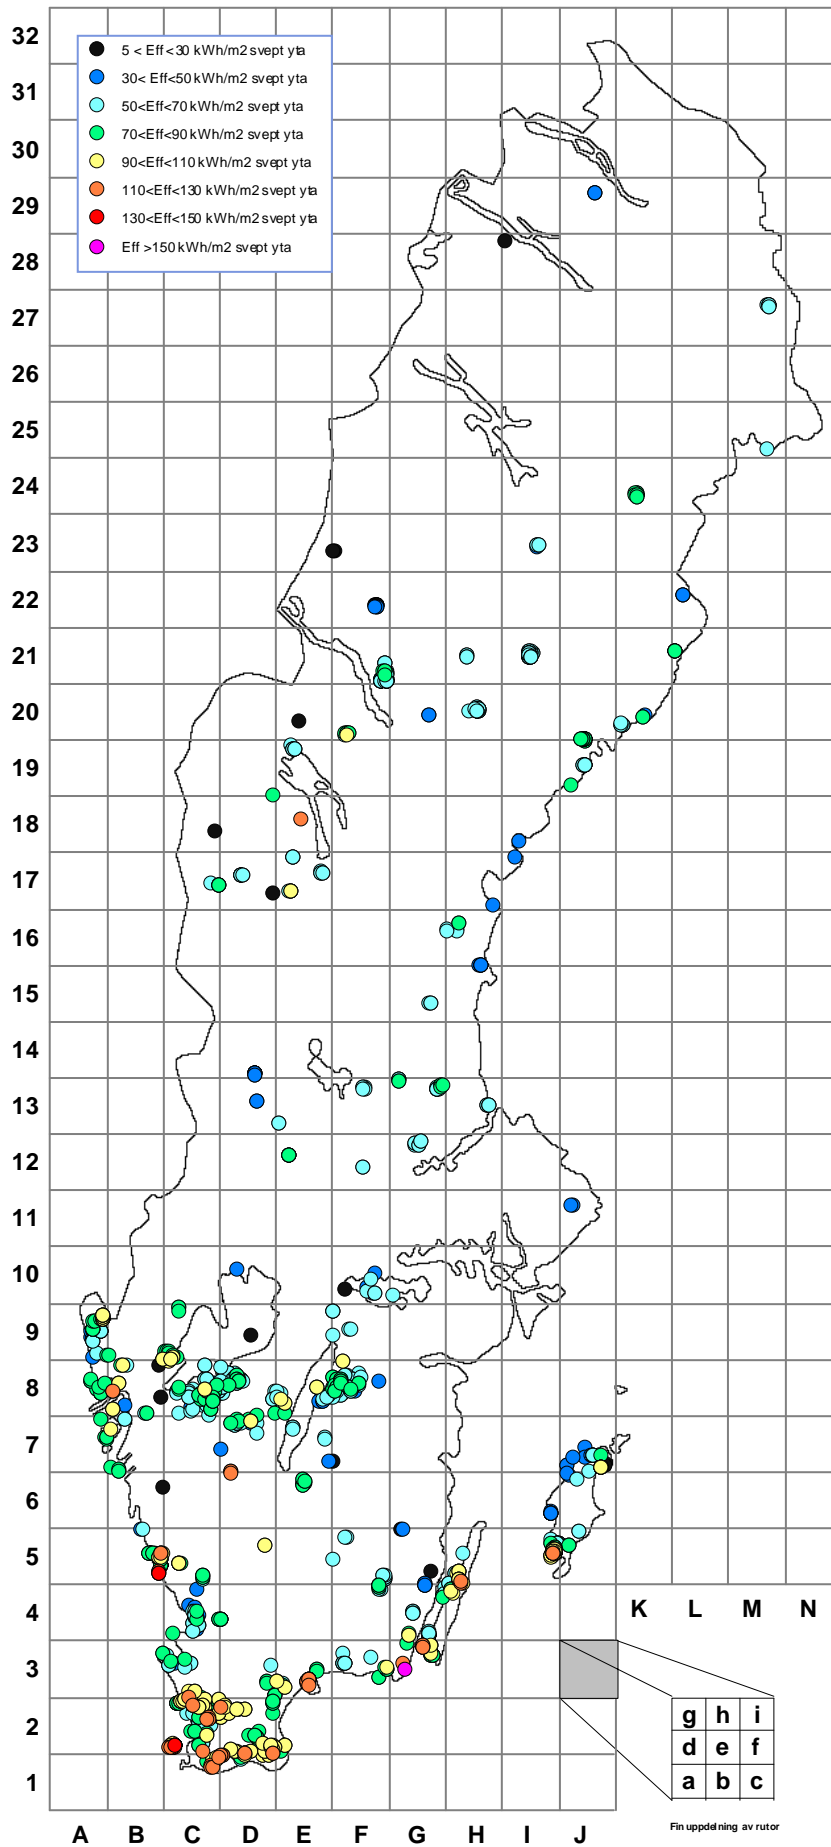 32
31
30
29
28
27
26
25
24
23
22
21
20
19
18
17
16
15
14
13
12
11
10
9
8
7
6
5
4
3
2
1
5 < Eff<30 kWh/m2 svept yta
30< Eff<50 kWh/m2 svept yta
50<Eff<70 kWh/m2 svept yta
70<Eff<90 kWh/m2 svept yta
90<Eff<110 kWh/m2 svept yta
110<Eff<130 kWh/m2 svept yta
130<Eff<150 kWh/m2 svept yta
Eff >150 kWh/m2 svept yta
K L M N
g h i
d e f
a b c
Fin uppdelning av rutor
A B C D E F G H I J